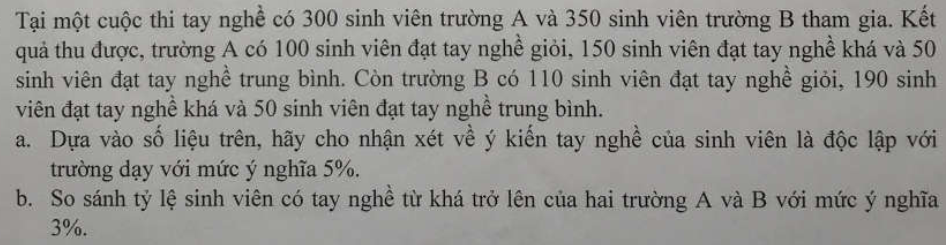 Tại một cuộc thi tay nghề có 300 sinh viên trường A và 350 sinh viên trường B tham gia. Kết
quả thu được, trường A có 100 sinh viên đạt tay nghề giỏi, 150 sinh viên đạt tay nghề khá và 50
sinh viên đạt tay nghề trung bình. Còn trường B có 110 sinh viên đạt tay nghề giỏi, 190 sinh
viên đạt tay nghề khá và 50 sinh viên đạt tay nghề trung bình.
a. Dựa vào số liệu trên, hãy cho nhận xét về ý kiến tay nghề của sinh viên là độc lập với
trường dạy với mức ý nghĩa 5%.
b. So sánh tỷ lệ sinh viên có tay nghề từ khá trở lên của hai trường A và B với mức ý nghĩa
3%.